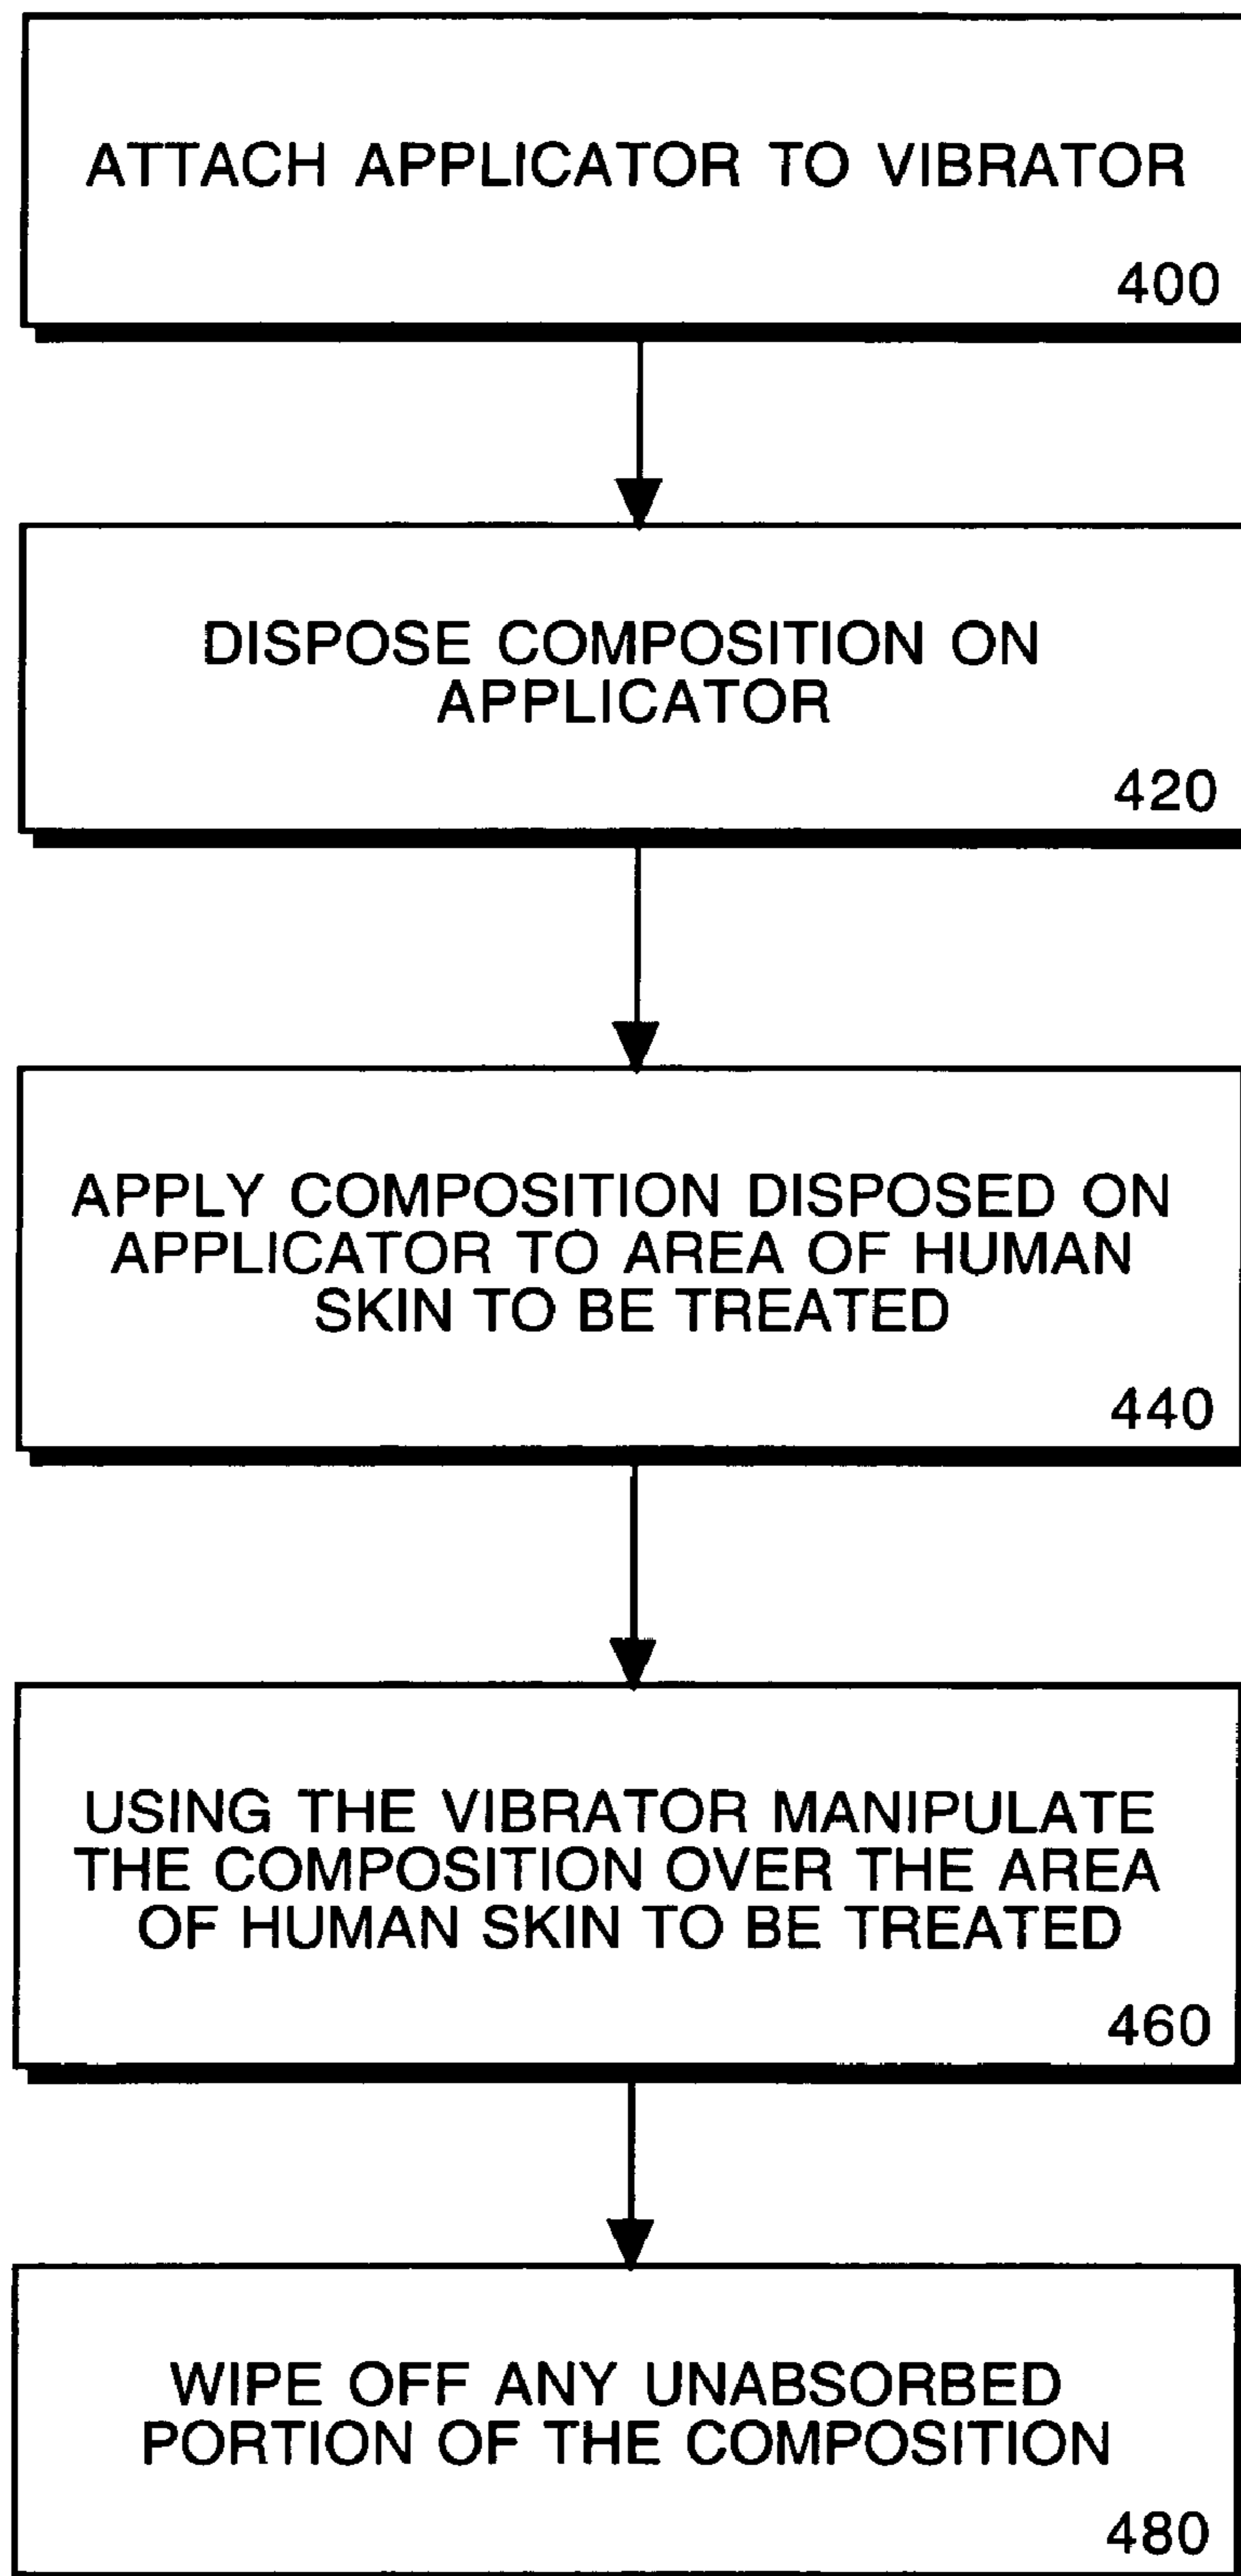 ATTACH APPLICATOR TO VIBRATOR
400
DISPOSE COMPOSITION ON
APPLICATOR
420
APPLY COMPOSITION DISPOSED ON
APPLICATOR TO AREA OF HUMAN
SKIN TO BE TREATED
440
USING THE VIBRATOR MANIPULATE
THE COMPOSITION OVER THE AREA
OF HUMAN SKIN TO BE TREATED
460
WIPE OFF ANY UNABSORBED
PORTION OF THE COMPOSITION
480